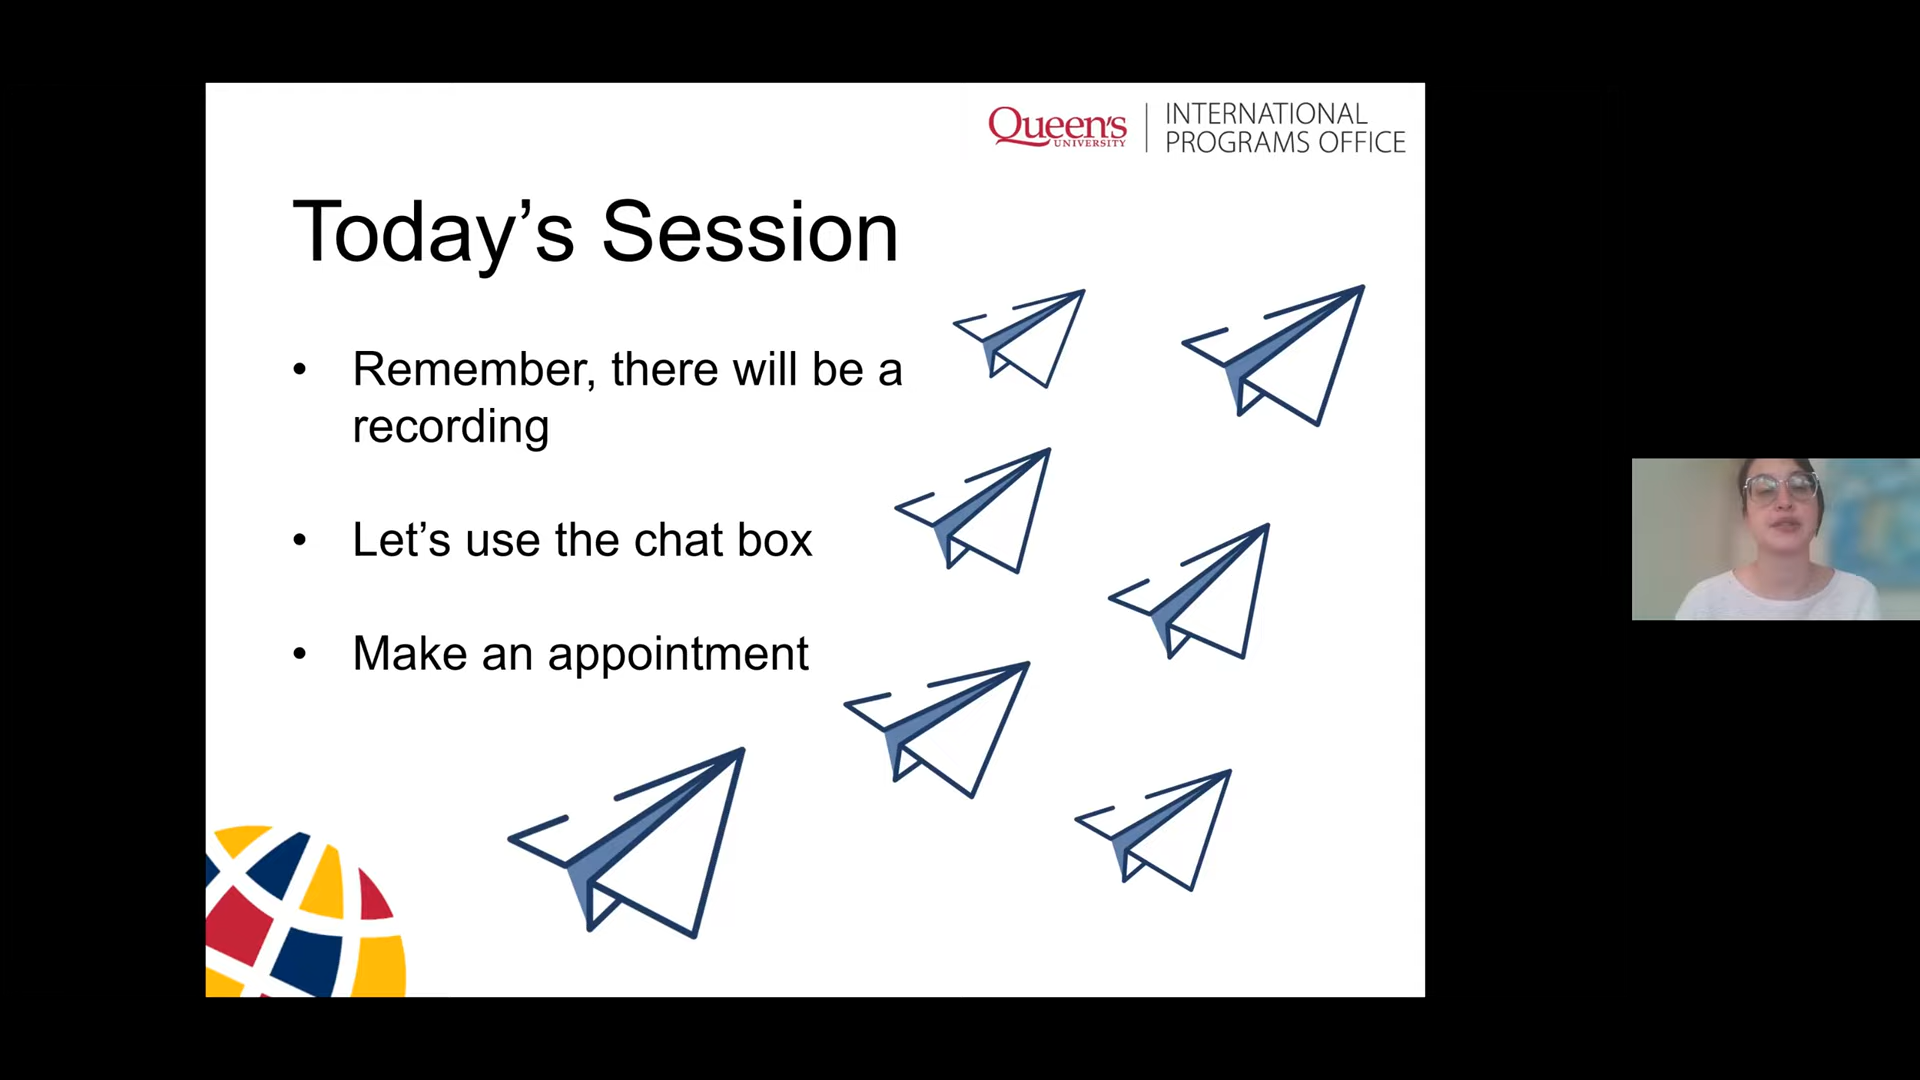 Queen's
UNIVERSITY
INTERNATIONAL
PROGRAMS OFFICE
Today’s Session
• Remember, there will be a
recording
• Let’s use the chat box
• Make an appointment